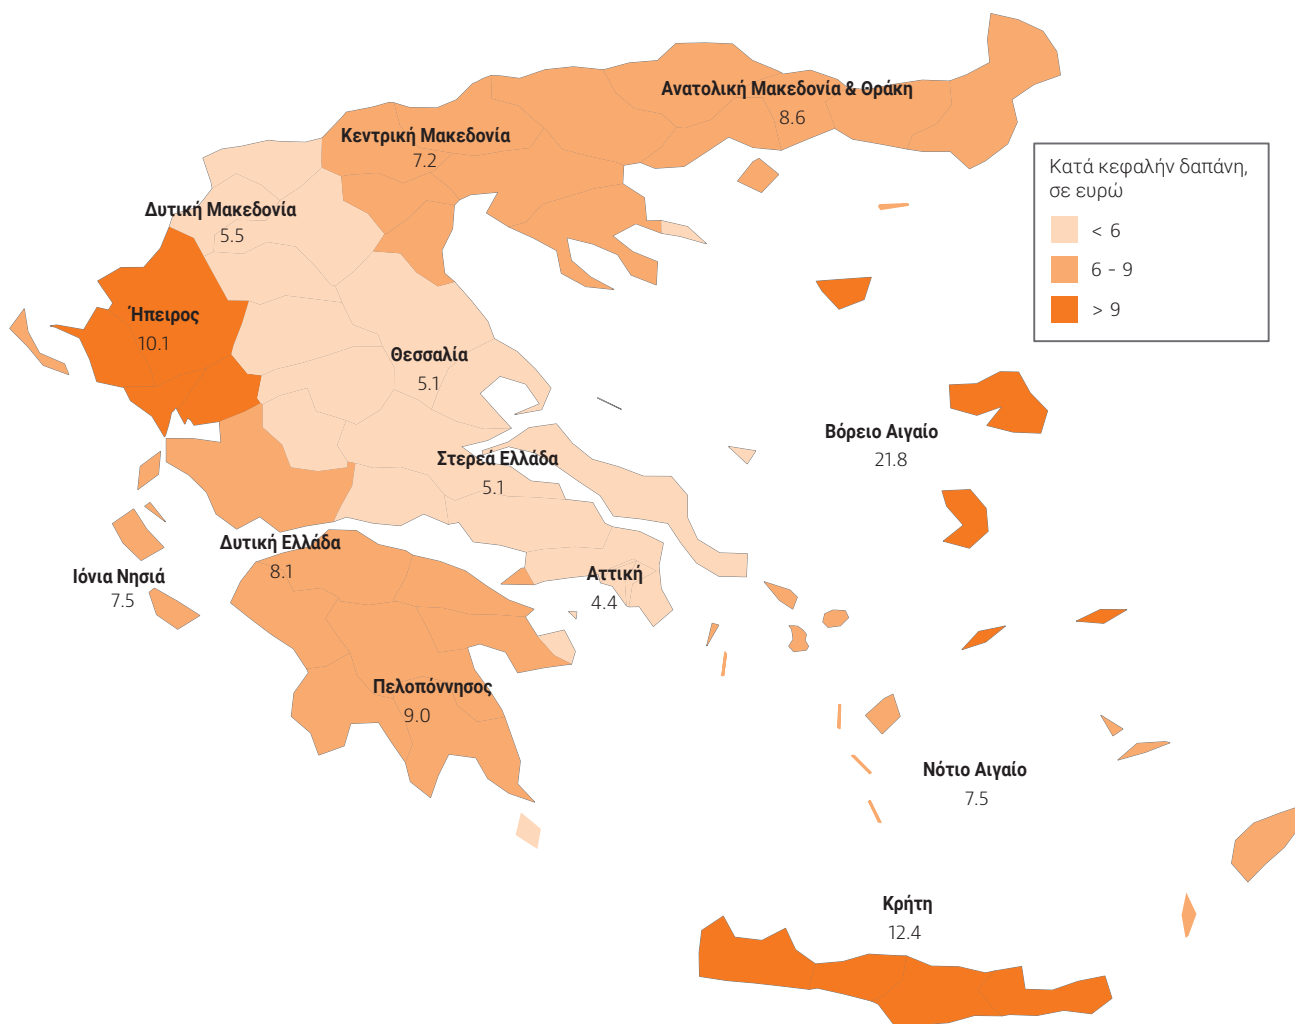 Ανατολική Μακεδονία & Θράκη
8.6
Κεντρική Μακεδονία
7.2
Κατά κεφαλήν δαπάνη,
σε ευρώ
< 6
6 - 9
> 9
Δυτική Μακεδονία
5.5
Ήπειρος
10.1
Θεσσαλία
5.1
Βόρειο Αιγαίο
21.8
Στερεά Ελλάδα
5.1
Δυτική Ελλάδα
8.1
Ιόνια Νησιά
7.5
Αττική
4.4
Πελοπόννησος
9.0
Νότιο Αιγαίο
7.5
Κρήτη
12.4